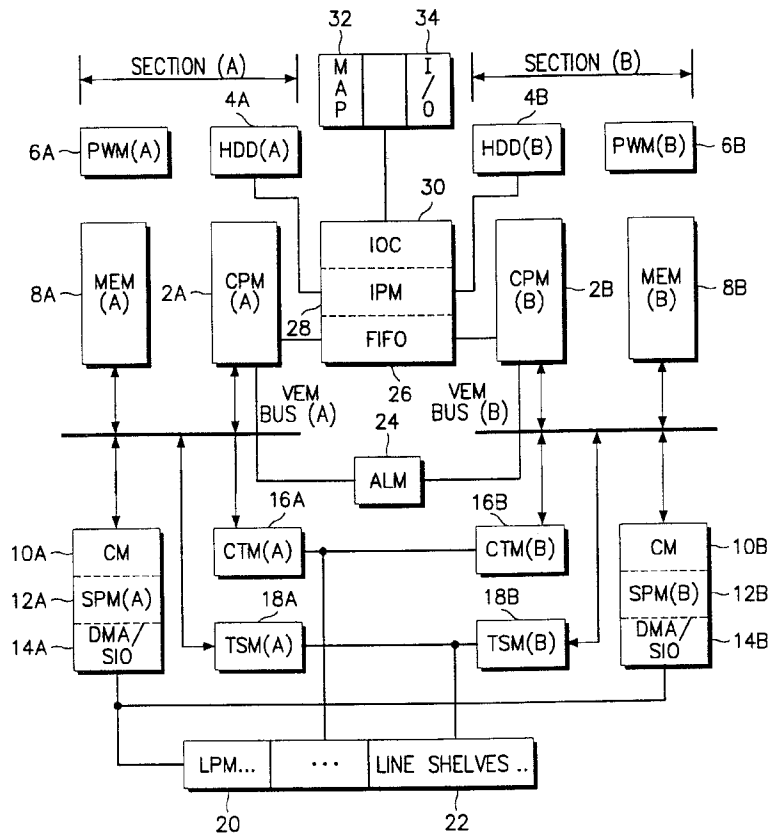 32
34
SECTION (A)
SECTION (B)
MAP
I/O
4A
4B
6A
PWM(A)
HDD(A)
HDD(B)
PWM(B)
6B
30
8A
MEM
(A)
2A
CPM
(A)
IOC
IPM
FIFO
28
CPM
(B)
2B
MEM
(B)
8B
26
VEM
BUS (A)
VEM
BUS (B)
24
ALM
16A
16B
10A
CM
CTM(A)
CTM(B)
CM
10B
12A
SPM(A)
SPM(B)
12B
18A
18B
14A
DMA/
SIO
TSM(A)
TSM(B)
DMA/
SIO
14B
LPM...
...
LINE SHELVES ..
20
22